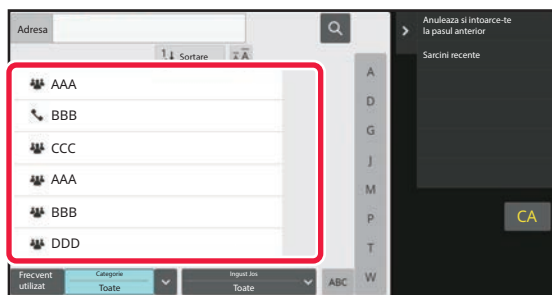 Adresa
Anuleaza si intoarce-te
la pasul anterior
Sortare
Sarcini recente
AAA
BBB
CCC
AAA
BBB
DDD
A
D
G
J
M
P
T
W
CA
Frecvent
utilizat
Categorie
Toate
Ingust Jos
Toate
ABC